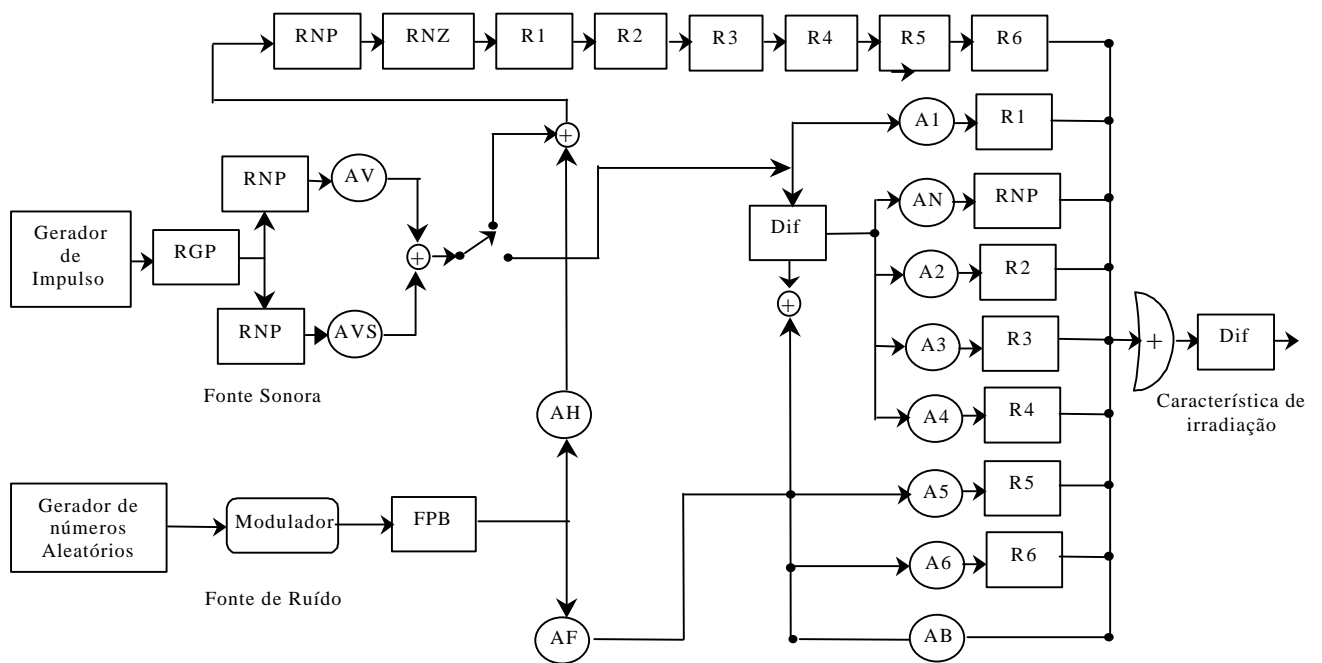 RNP
RNZ
R1
R2
R3
R4
R5
R6
+
A1
R1
RNP
AV
AN
RNP
Gerador
de
Impulso
RGP
+
Dif
A2
R2
RNP
AVS
+
A3
R3
+
Dif
Fonte Sonora
AH
A4
R4
Característica de
irradiação
Gerador de
números
Aleatórios
Modulador
FPB
A5
R5
A6
R6
Fonte de Ruído
AF
AB